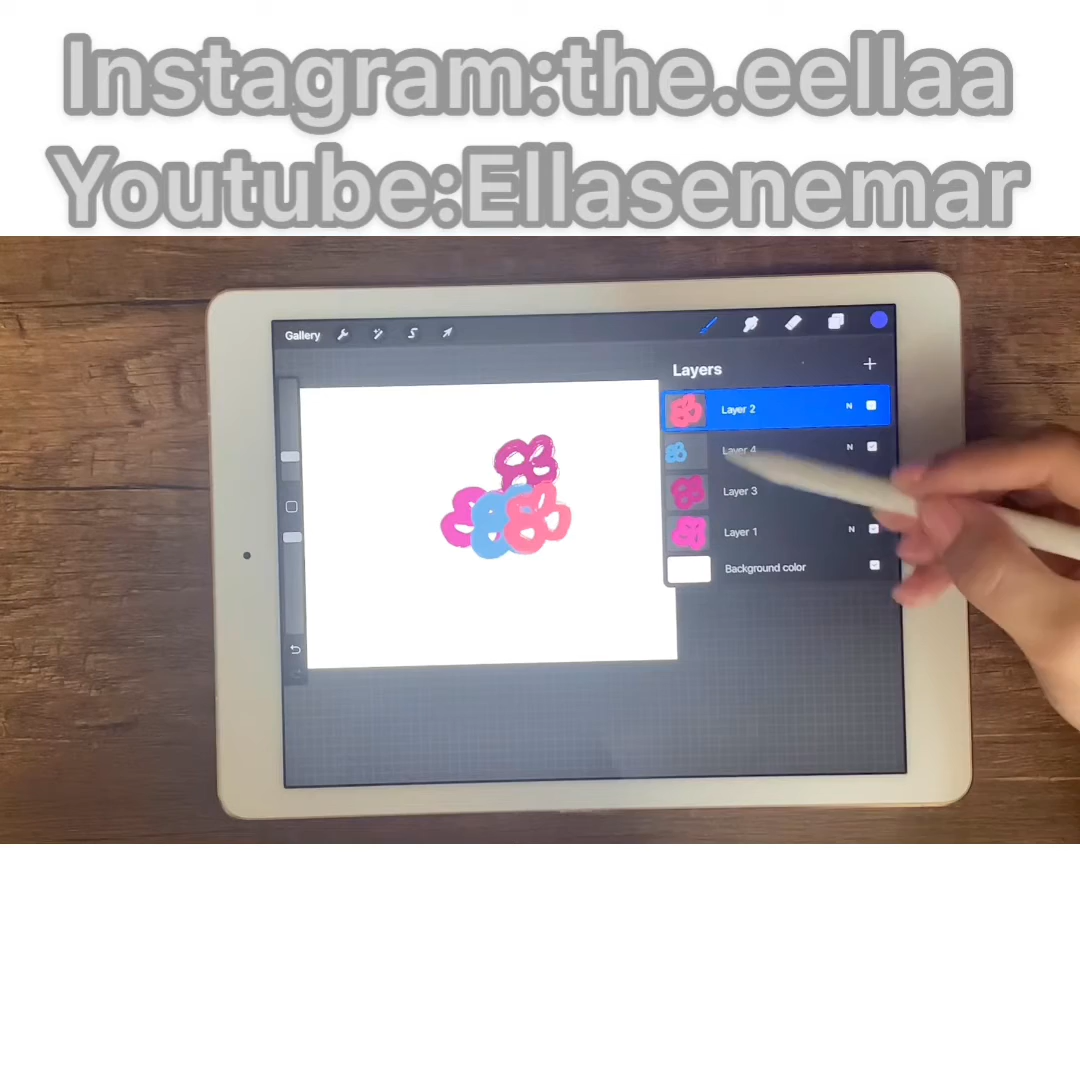 Instagram:the.eellaa
Youtube:Ellasenemar
Gallery
Layers
Layer 2 N
Layer 4 N
Layer 3
Layer 1 N
Background color